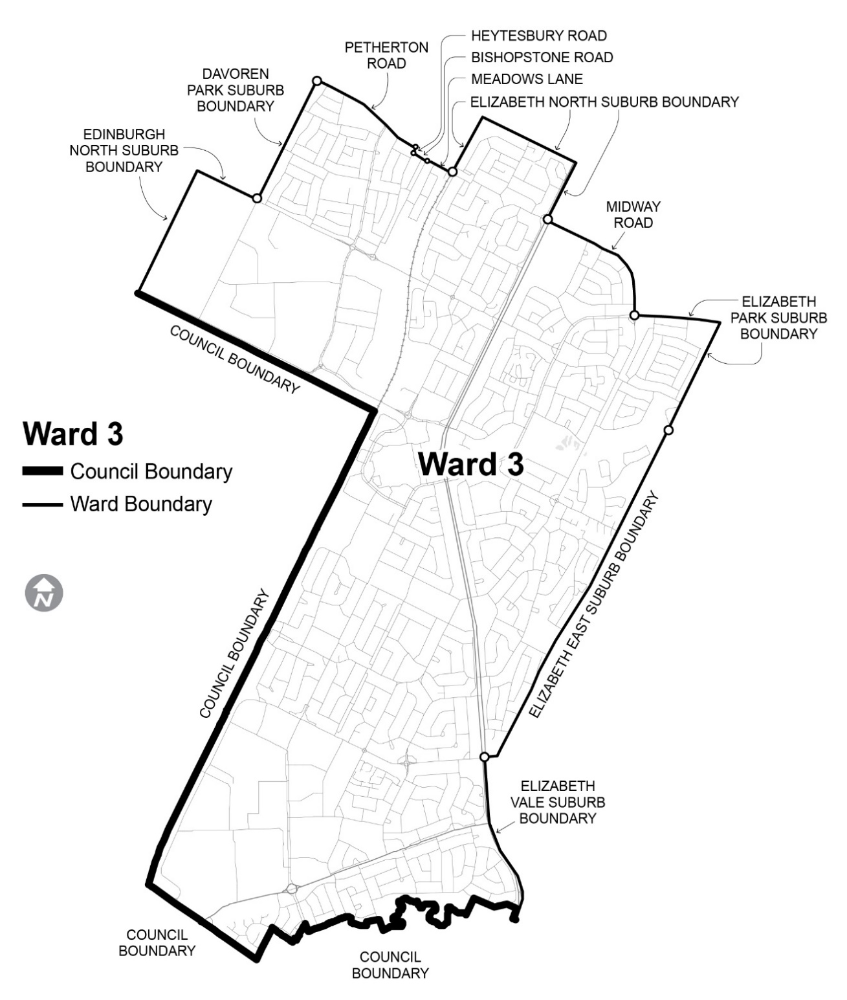 HEYTESBURY ROAD
PETHERTON
ROAD
BISHOPSTONE ROAD
DAVOREN
PARK SUBURB
BOUNDARY
MEADOWS LANE
ELIZABETH NORTH SUBURB BOUNDARY
EDINBURGH
NORTH SUBURB
BOUNDARY
MIDWAY
ROAD
ELIZABETH
PARK SUBURB
BOUNDARY
COUNCIL BOUNDARY
Ward 3
Council Boundary
Ward Boundary
Ward 3
N
COUNCIL BOUNDARY
ELIZABETH EAST SUBURB BOUNDARY
ELIZABETH
VALE SUBURB
BOUNDARY
COUNCIL
BOUNDARY
COUNCIL
BOUNDARY